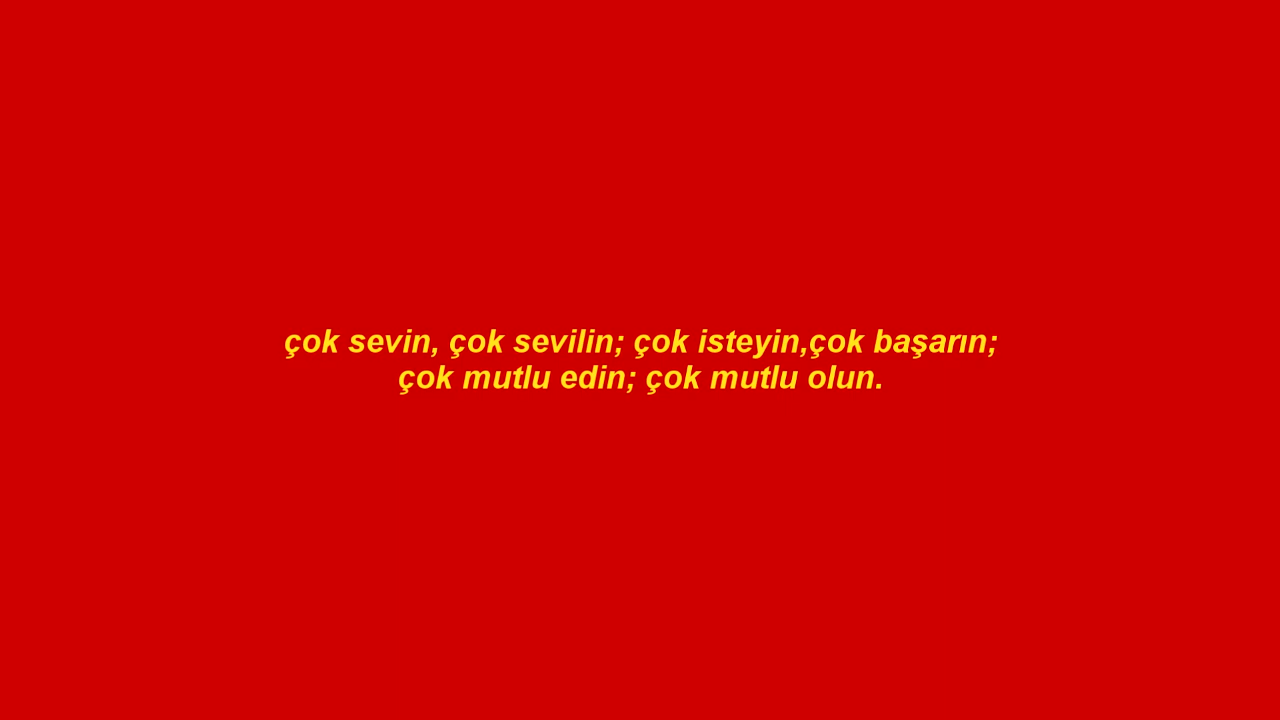 çok sevin, çok sevilin; çok isteyin,çok başarın;
çok mutlu edin; çok mutlu olun.